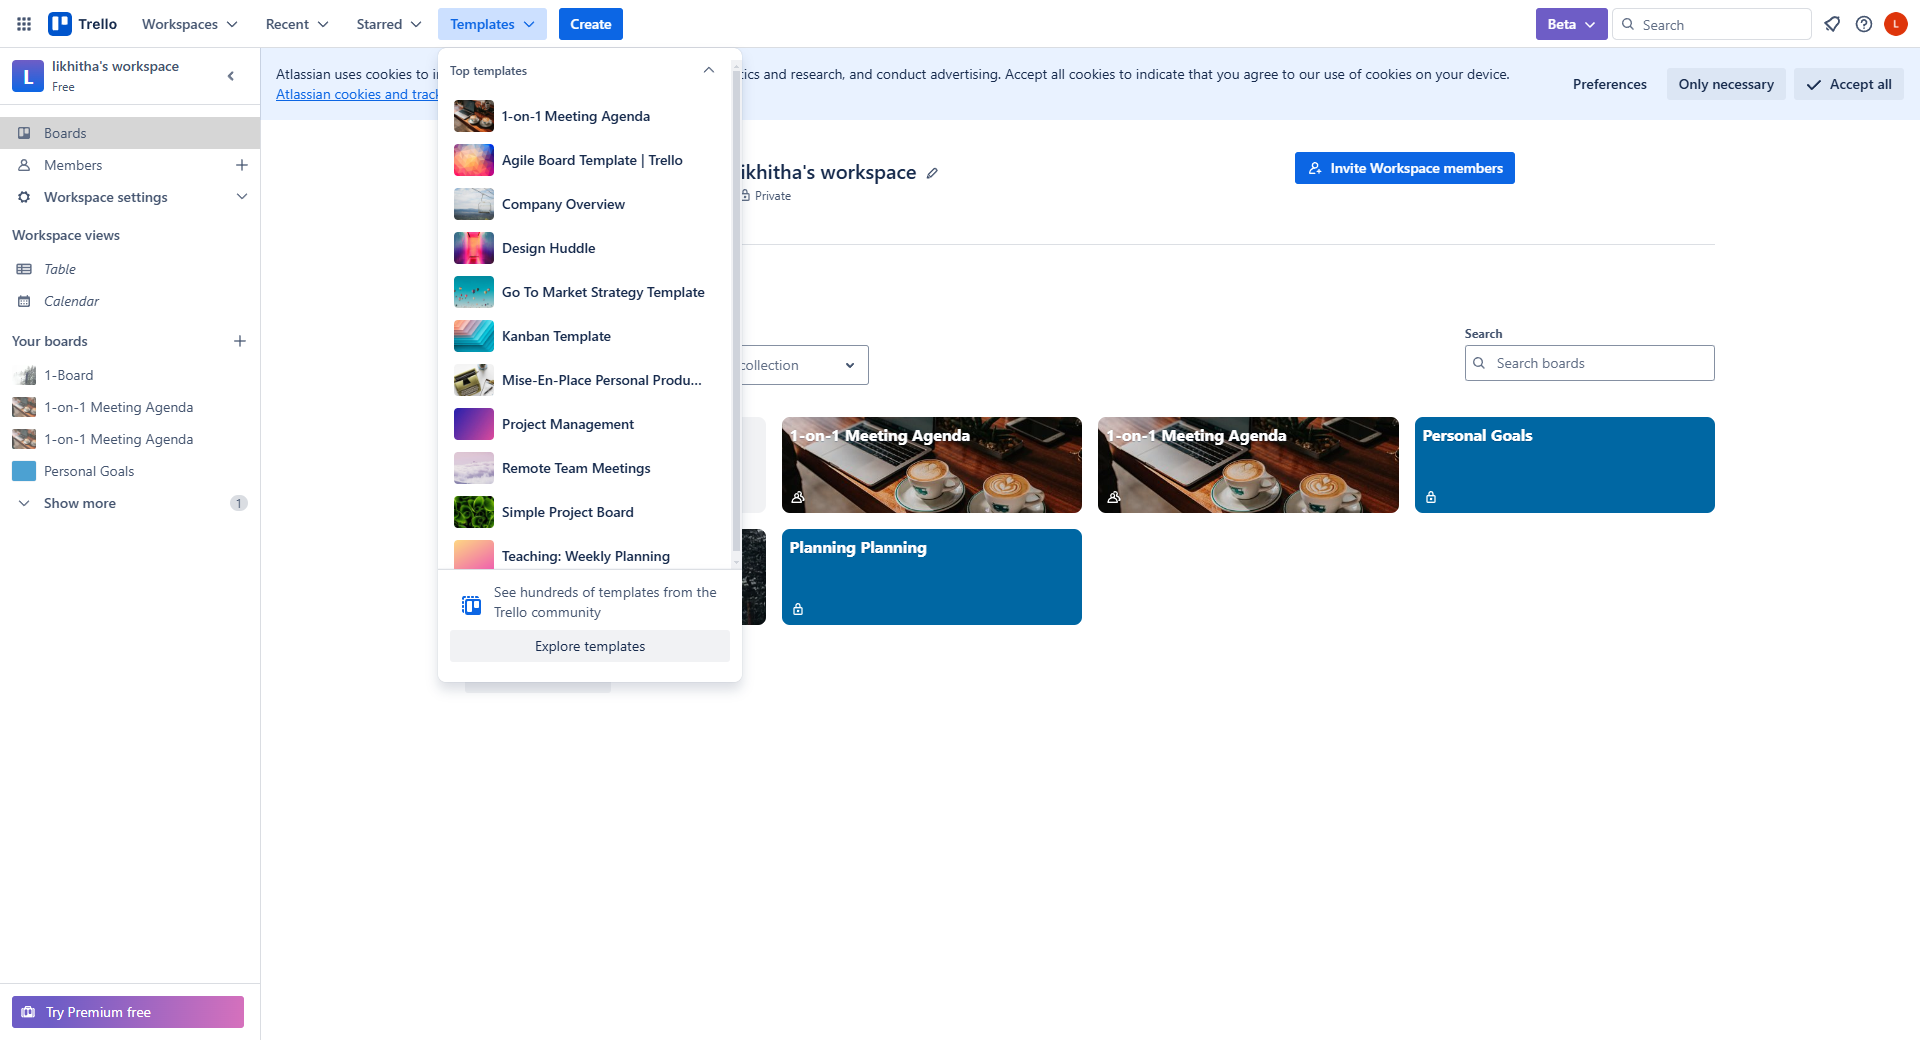 Trello
Workspaces
Recent
Starred
Templates
Create
Beta
Search
L
L
likhitha's workspace
Free
Boards
Members
Workspace settings
Workspace views
Table
Calendar
Your boards
1-Board
1-on-1 Meeting Agenda
1-on-1 Meeting Agenda
Personal Goals
Show more
1
Try Premium free
Top templates
1-on-1 Meeting Agenda
Agile Board Template | Trello
Company Overview
Design Huddle
Go To Market Strategy Template
Kanban Template
Mise-En-Place Personal Produ...
Project Management
Remote Team Meetings
Simple Project Board
Teaching: Weekly Planning
See hundreds of templates from the
Trello community
Explore templates
Atlassian uses cookies to
and research, and conduct advertising. Accept all cookies to indicate that you agree to our use of cookies on your device.
Atlassian cookies and
Preferences
Only necessary
Accept all
ikhitha's workspace
Private
Invite Workspace members
ollection
Search
Search boards
1-on-1 Meeting Agenda
1-on-1 Meeting Agenda
Personal Goals
Planning Planning